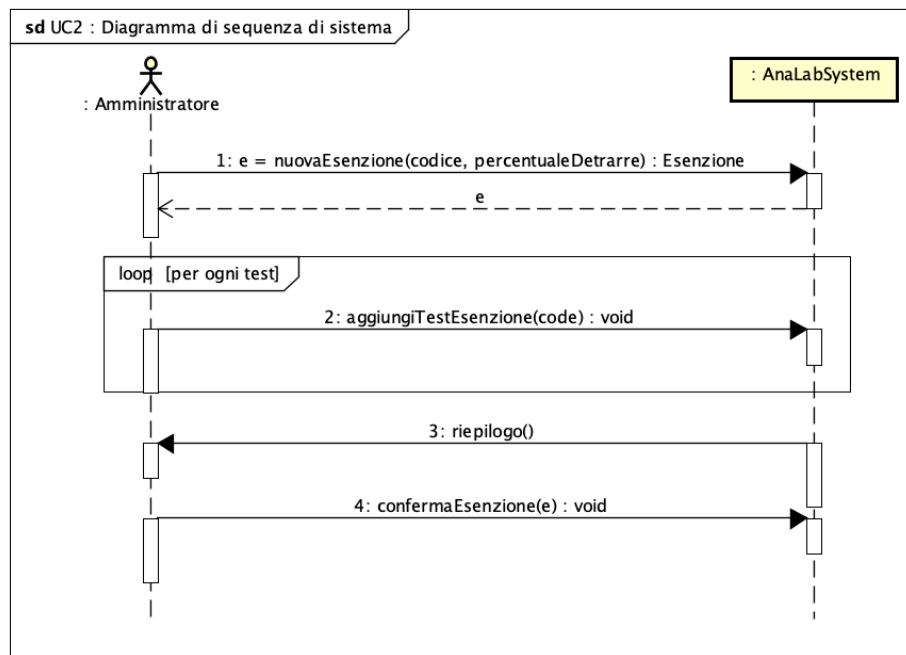 sd UC2 : Diagramma di sequenza di sistema
: Amministratore
: AnaLabSystem
1: e = nuovaEsenzione(codice, percentualeDetrarre) : Esenzione
e
loop [per ogni test]
2: aggiungiTestEsenzione(code) : void
3: riepilogo()
4: confermaEsenzione(e) : void